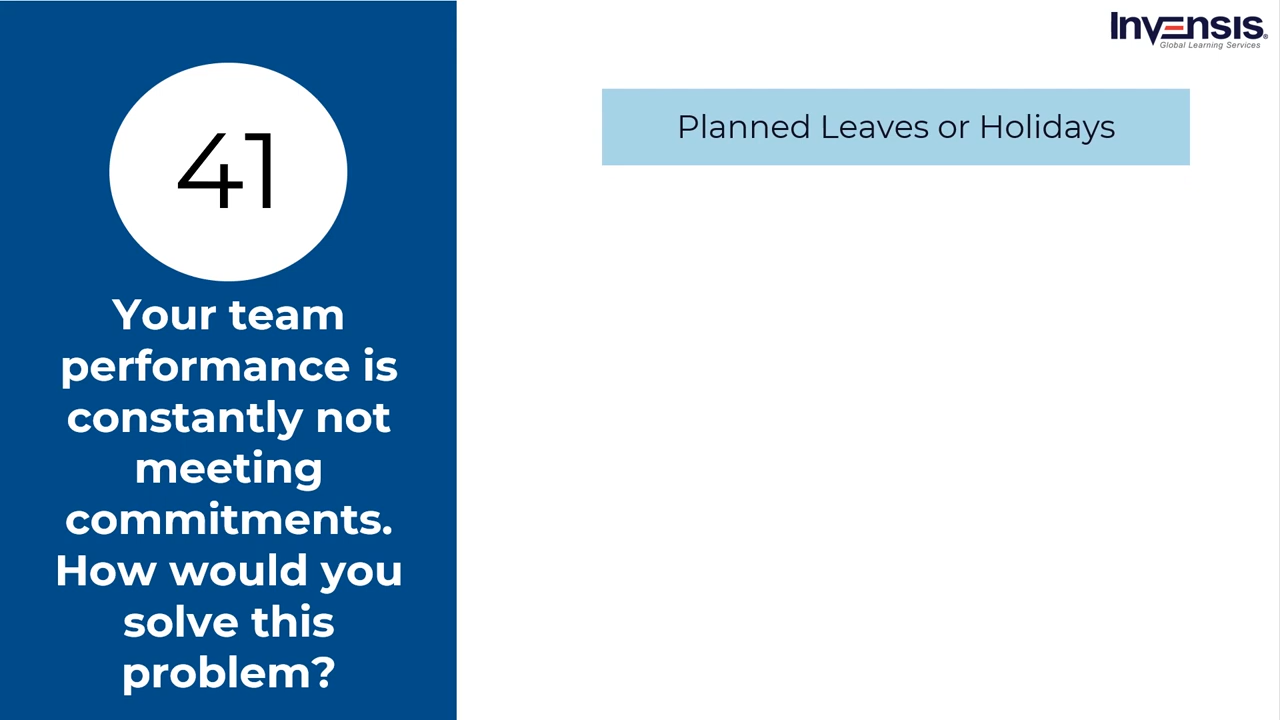 Invensis®
Global Learning Services
41
Your team
performance is
constantly not
meeting
commitments.
How would you
solve this
problem?
Planned Leaves or Holidays